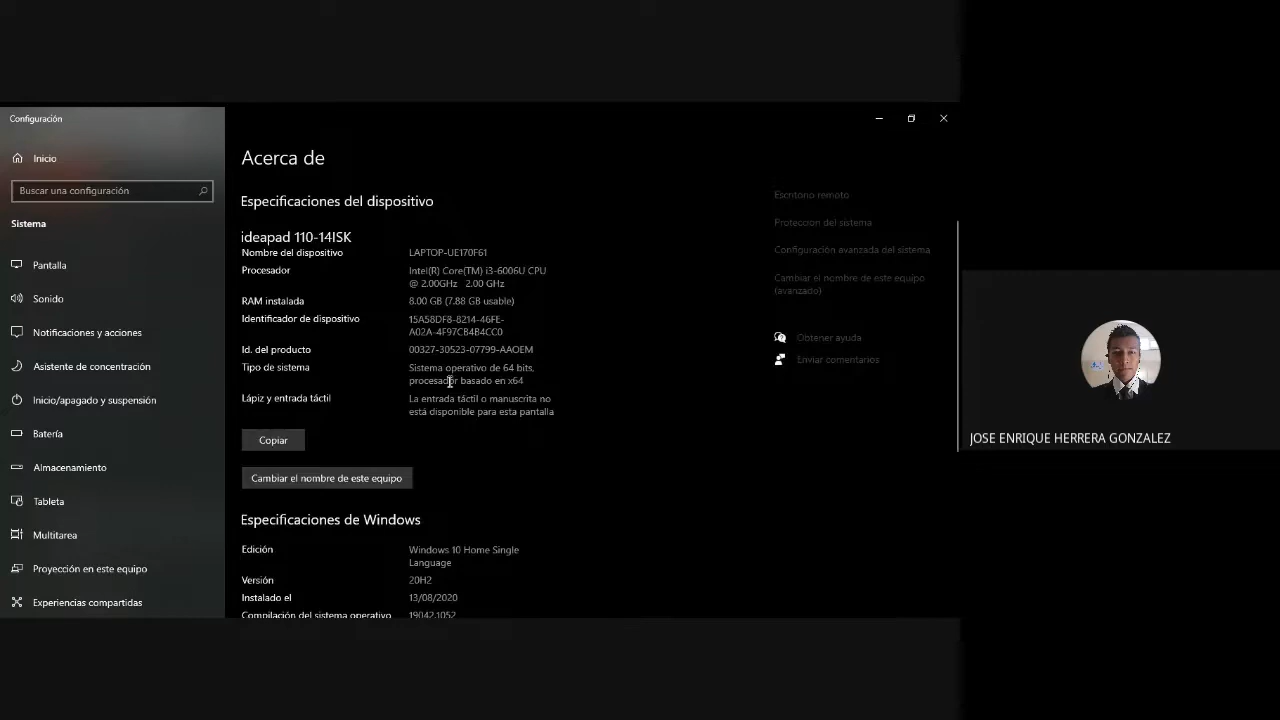 Configuración
Inicio
Buscar una configuración
Sistema
Pantalla
Sonido
Notificaciones y acciones
Asistente de concentración
Inicio/apagado y suspensión
Batería
Almacenamiento
Tableta
Multitarea
Proyección en este equipo
Experiencias compartidas
Acerca de
Especificaciones del dispositivo
ideapad 110-14ISK
Nombre del dispositivo LAPTOP-UE170F61
Procesador Intel(R) Core(TM) i3-6006U CPU
@ 2.00GHz 2.00 GHz
RAM instalada 8.00 GB (7.88 GB usable)
Identificador de dispositivo 15A58DF8-8214-46FE-
A02A-4F97CB4B4CC0
Id. del producto 00327-30523-07799-AAOEM
Tipo de sistema Sistema operativo de 64 bits,
procesador basado en x64
Lápiz y entrada táctil La entrada táctil o manuscrita no
está disponible para esta pantalla
Copiar
Cambiar el nombre de este equipo
Especificaciones de Windows
Edición Windows 10 Home Single
Language
Versión 20H2
Instalado el 13/08/2020
Compilación del sistema operativo 19042.1052
Escritorio remoto
Protección del sistema
Configuración avanzada del sistema
Cambiar el nombre de este equipo
(avanzado)
Obtener ayuda
Enviar comentarios
JOSE ENRIQUE HERRERA GONZALEZ